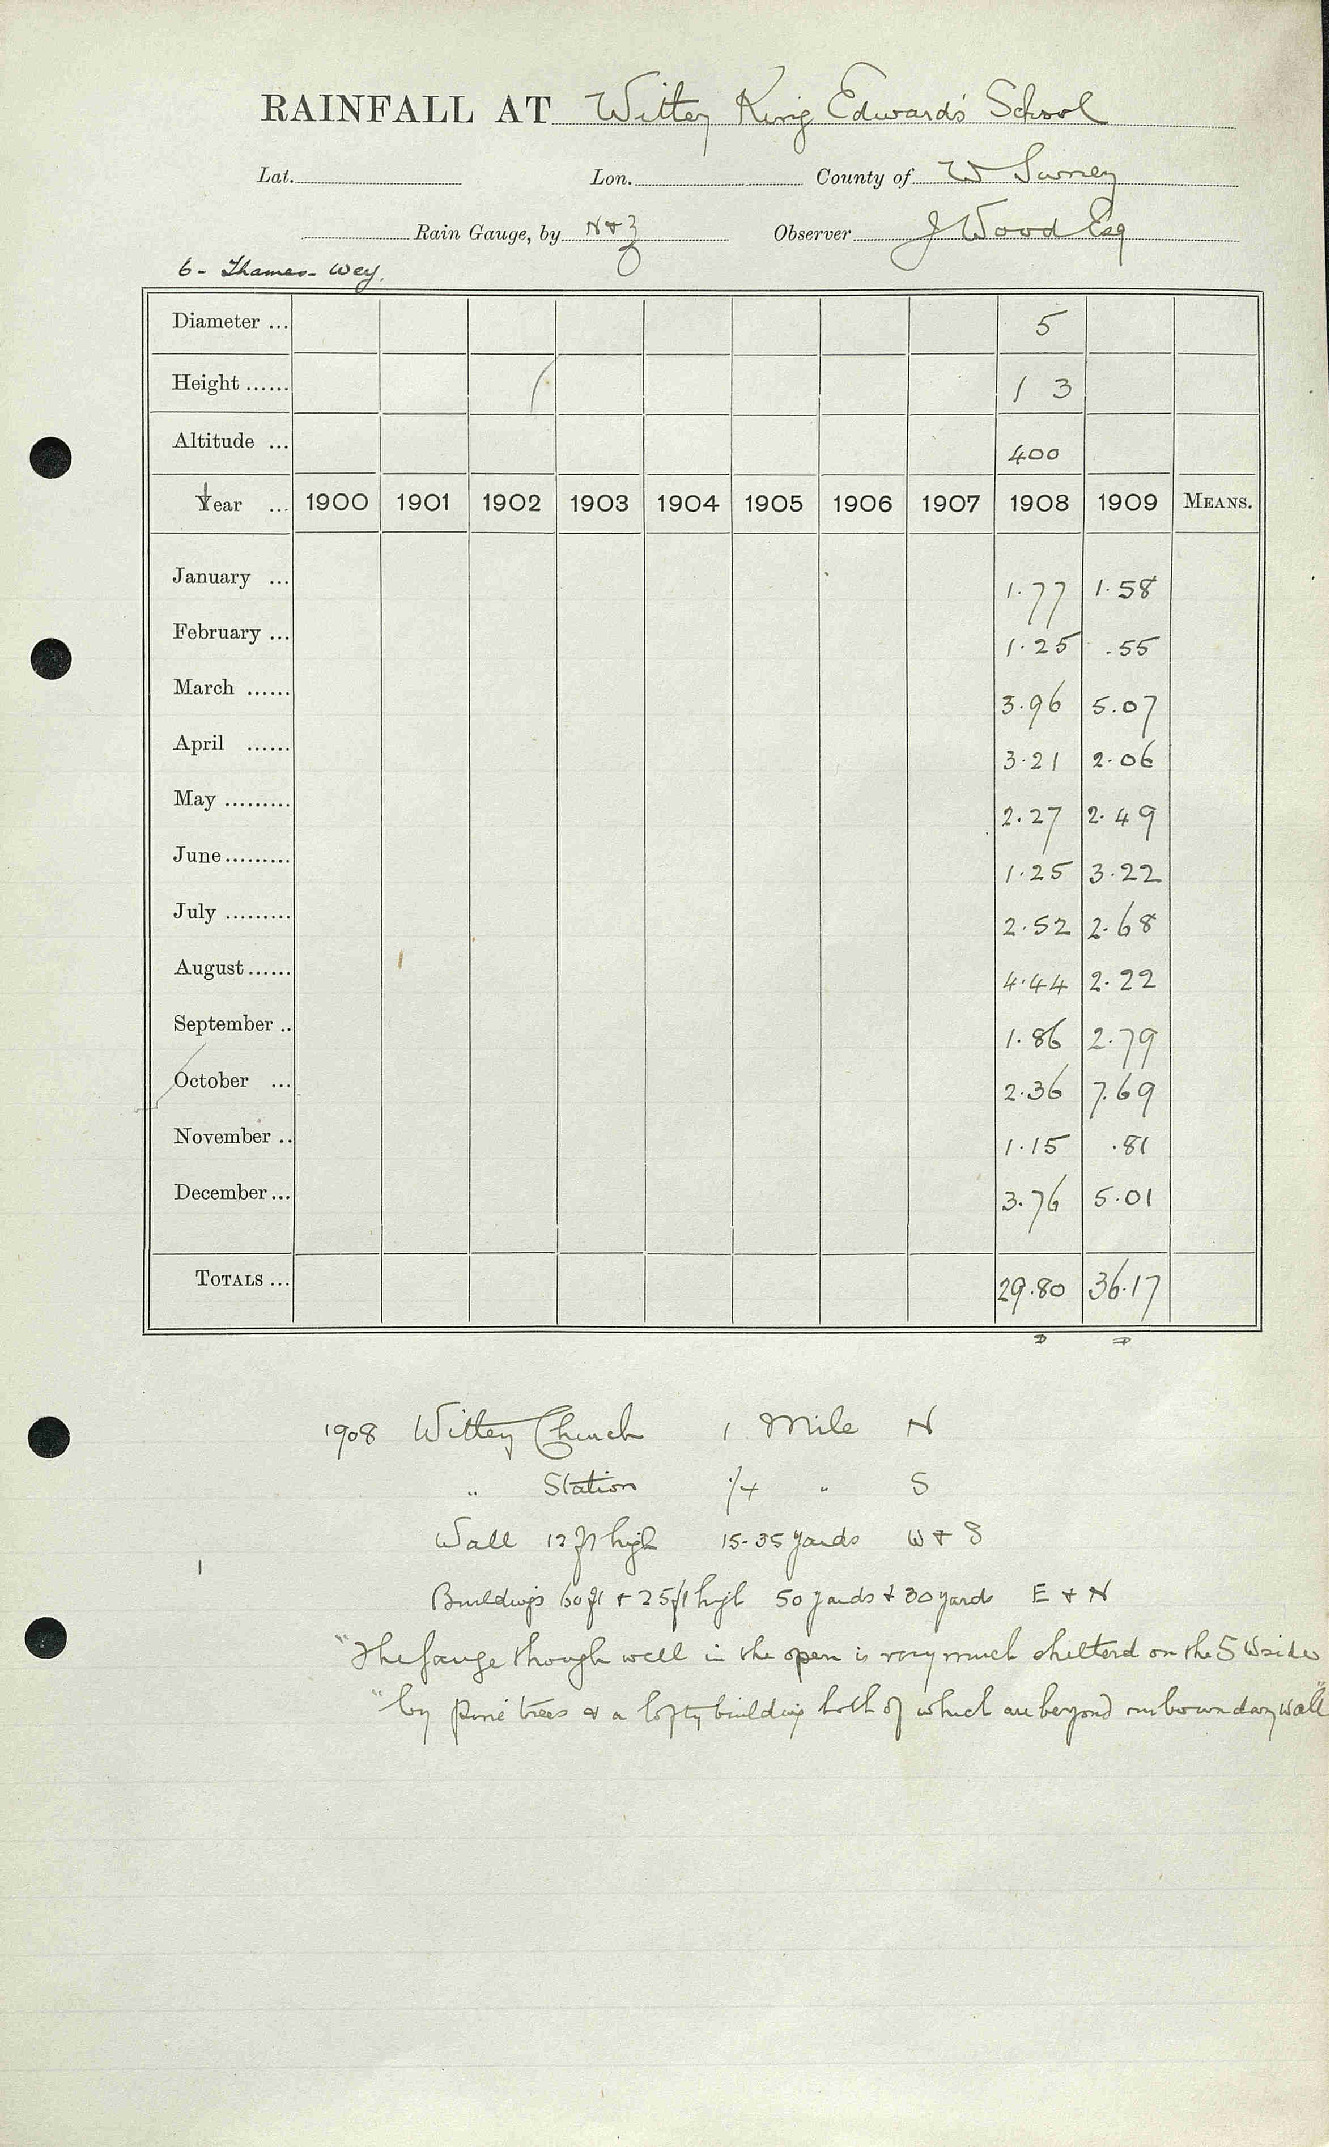 RAINFALL AT Witley King Edward's School
Lat. Lon. County of W Surrey
Rain Gauge, by N & Z Observer J Wood Esq
6 - Thames - Wey.
Diameter ... 5
Height ...... 1 3
Altitude ... 400
Year ... 1900 1901 1902 1903 1904 1905 1906 1907 1908 1909 MEANS.
January ... 1.77 1.58
February ... 1.25 .55
March ...... 3.96 5.07
April ...... 3.21 2.06
May ......... 2.27 2.49
June ......... 1.25 3.22
July ......... 2.52 2.68
August ...... 4.44 2.22
September .. 1.86 2.79
October ... 2.36 7.69
November .. 1.15 .81
December ... 3.76 5.01
TOTALS ... 29.80 36.17
1908 Witley Church 1 Mile N
" Station 1/4 " S
Wall 12 ft high 15-35 yards W & S
Buildings 60 ft & 25 ft high 50 yards & 30 yards E & N
"The gauge though well in the open is very much sheltered on the S W side
" by pine trees & a lofty building both of which are beyond our boundary wall"